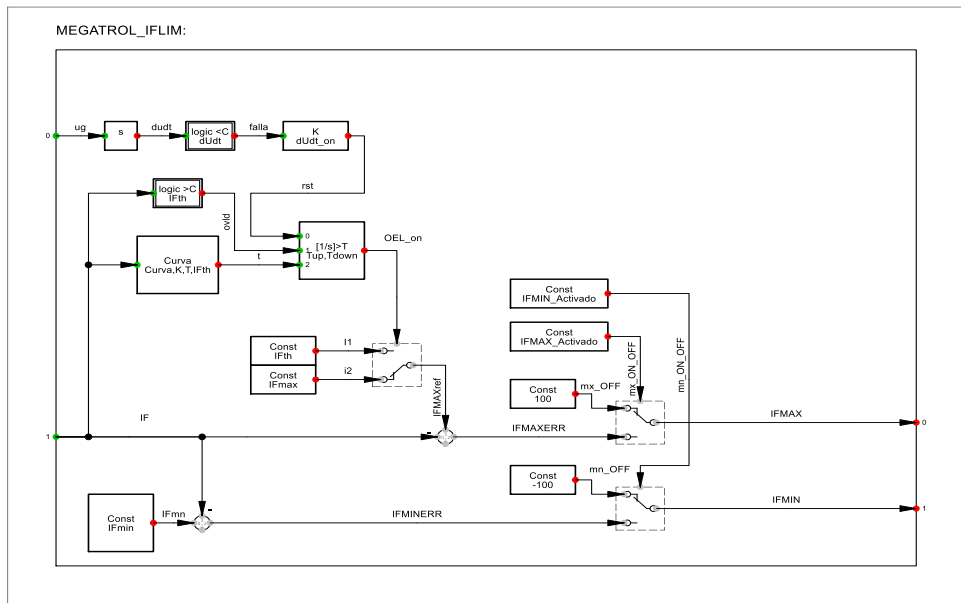 MEGATROL_IFLIM:
0
ug
s
dudt
logic <C
dUdt
falla
K
dUdt_on
rst
logic >C
IFth
ovld
Curva
Curva,K,T,IFth
t
0
1
2
[1/s]>T
Tup,Tdown
OEL_on
Const
IFth
I1
Const
IFmax
i2
IFMAXref
Const
IFMIN_Activado
Const
IFMAX_Activado
mx_ON_OFF
mn_ON_OFF
Const
100
mx_OFF
IFMAX
0
1
IF
-
IFMAXERR
Const
-100
mn_OFF
IFMIN
1
Const
IFmin
IFmn
-
IFMINERR